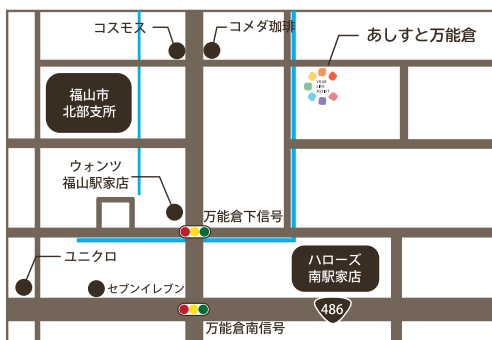 コスモス
コメダ珈琲
あしすと万能倉
YOUR
LIFE
ASSIST
福山市
北部支所
ウォンツ
福山駅家店
万能倉下信号
ユニクロ
ハローズ
南駅家店
セブンイレブン
486
万能倉南信号